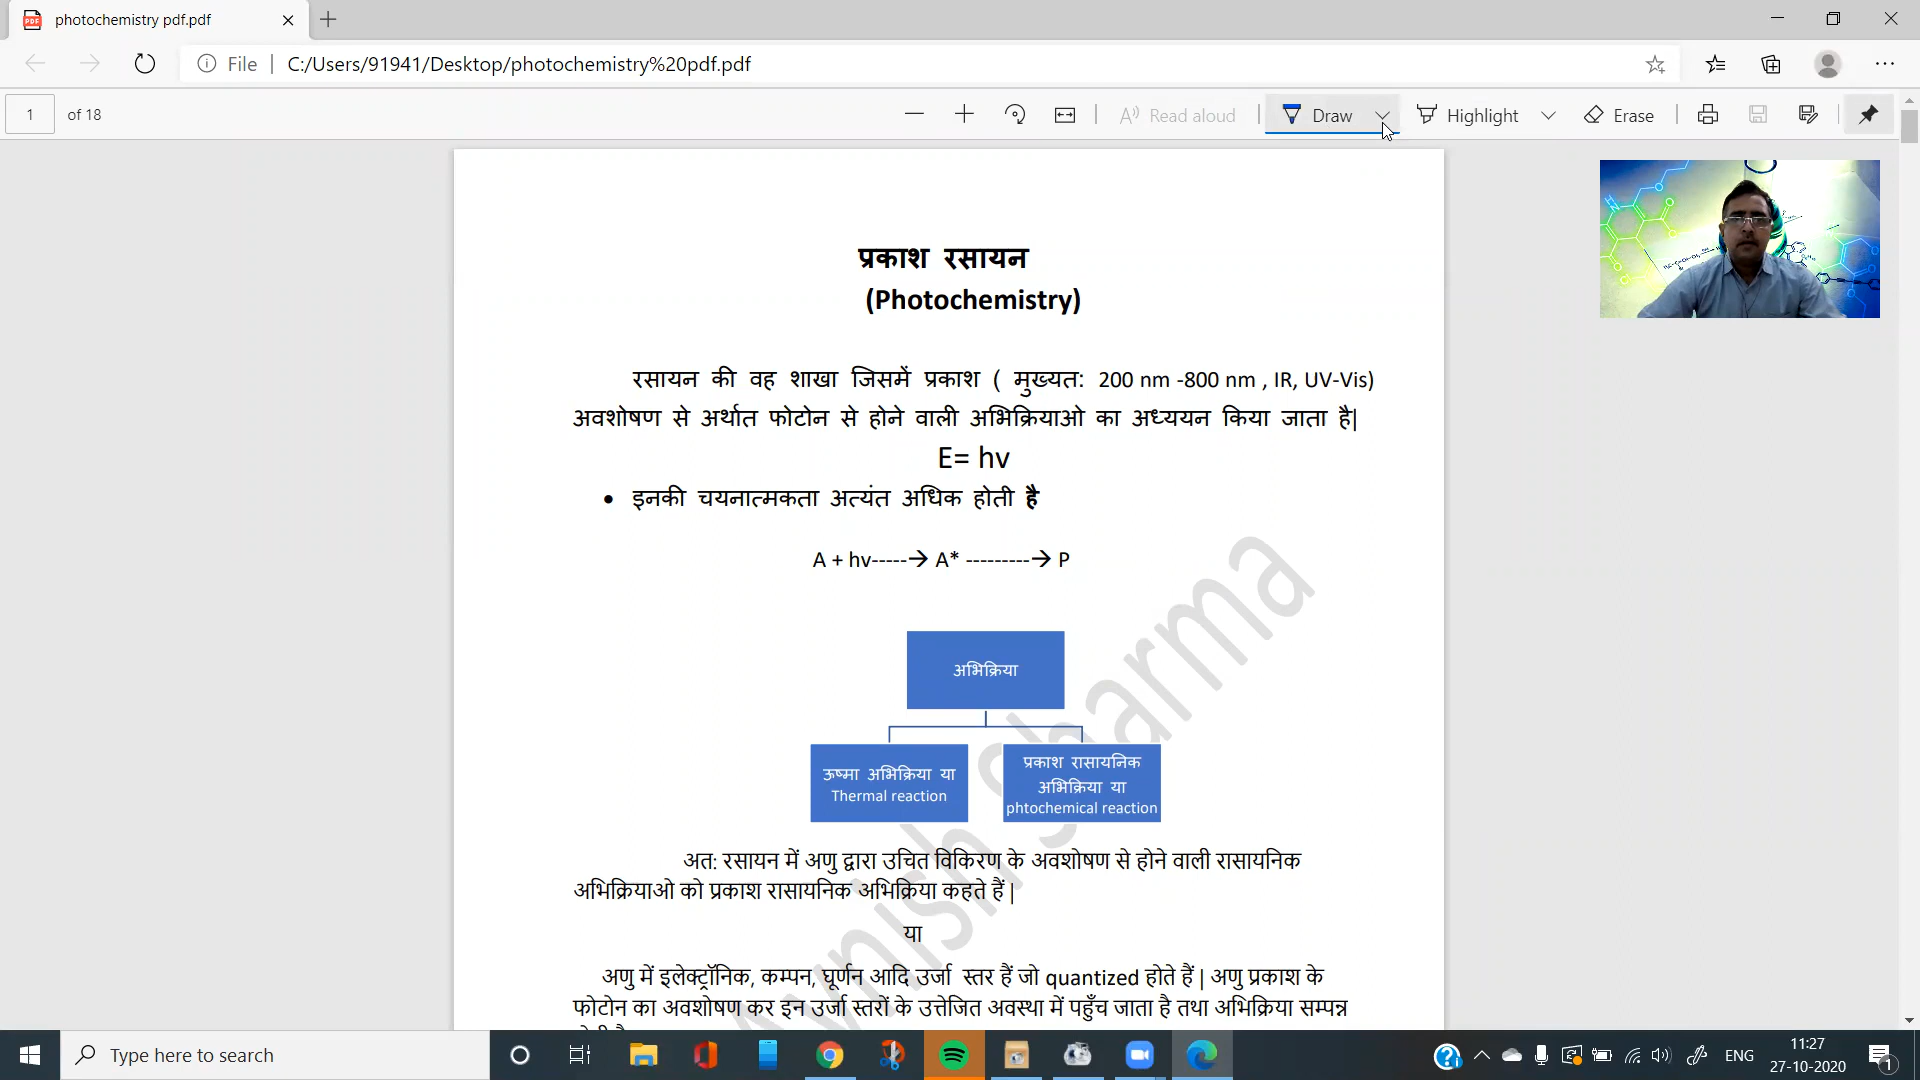 photochemistry pdf.pdf
File
C:/Users/91941/Desktop/photochemistry%20pdf.pdf
1 of 18
Read aloud
Draw
Highlight
Erase
प्रकाश रसायन
(Photochemistry)
रसायन की वह शाखा जिसमें प्रकाश ( मुख्यत: 200 nm -800 nm , IR, UV-Vis)
अवशोषण से अर्थात फोटोन से होने वाली अभिक्रियाओ का अध्ययन किया जाता है|
E= hv
• इनकी चयनात्मकता अत्यंत अधिक होती है
A + hv-----→ A* ---------→ P
अभिक्रिया
ऊष्मा अभिक्रिया या
Thermal reaction
प्रकाश रासायनिक
अभिक्रिया या
phtochemical reaction
अत: रसायन में अणु द्वारा उचित विकिरण के अवशोषण से होने वाली रासायनिक
अभिक्रियाओ को प्रकाश रासायनिक अभिक्रिया कहते हैं|
या
अणु में इलेक्ट्रॉनिक, कम्पन, घूर्णन आदि उर्जा स्तर हैं जो quantized होते हैं | अणु प्रकाश के
फोटोन का अवशोषण कर इन उर्जा स्तरों के उत्तेजित अवस्था में पहुँच जाता है तथा अभिक्रिया सम्पन्न
Avnish Sharma
Type here to search
ENG
11:27
27-10-2020
1